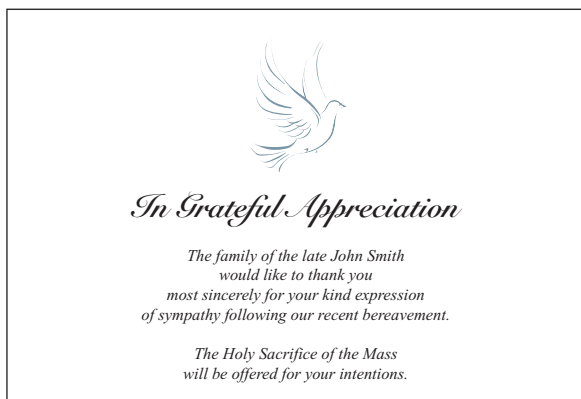 In Grateful Appreciation
The family of the late John Smith
would like to thank you
most sincerely for your kind expression
of sympathy following our recent bereavement.
The Holy Sacrifice of the Mass
will be offered for your intentions.